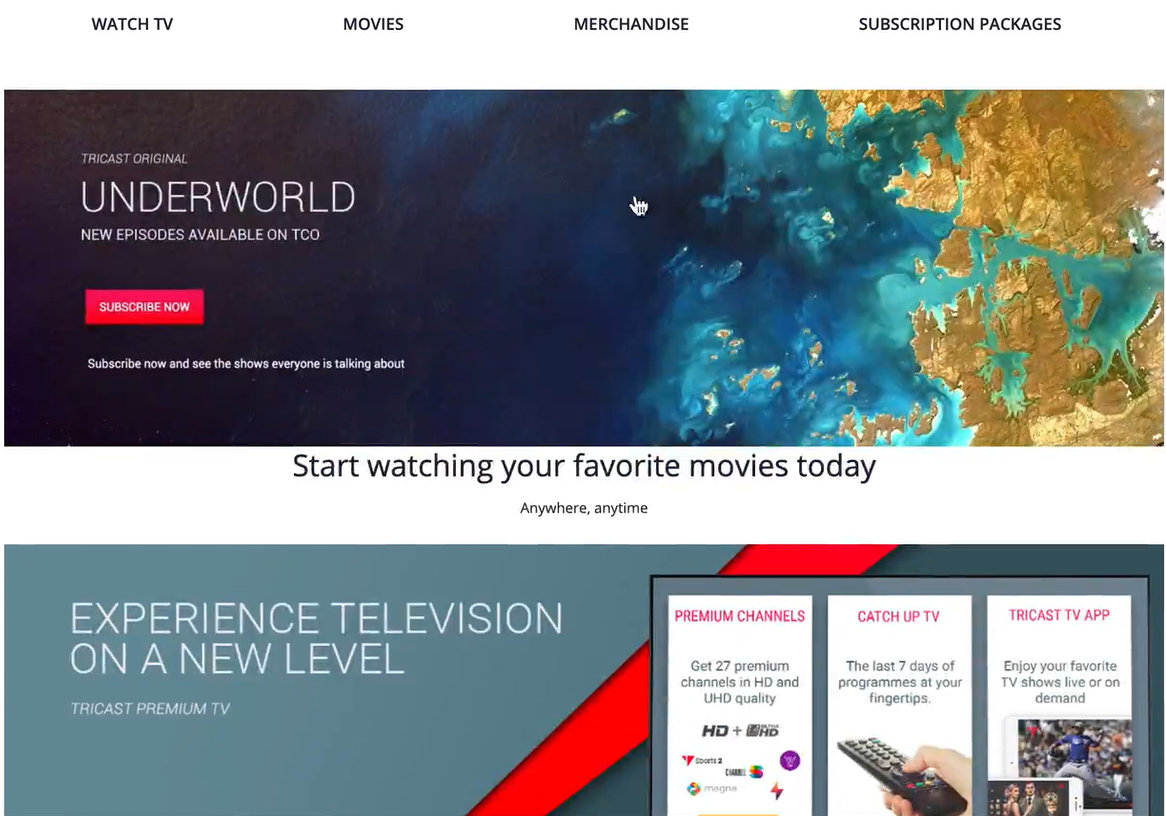 WATCH TV
MOVIES
MERCHANDISE
SUBSCRIPTION PACKAGES
TRICAST ORIGINAL
UNDERWORLD
NEW EPISODES AVAILABLE ON TCO
SUBSCRIBE NOW
Subscribe now and see the shows everyone is talking about
Start watching your favorite movies today
Anywhere, anytime
EXPERIENCE TELEVISION
ON A NEW LEVEL
TRICAST PREMIUM TV
PREMIUM CHANNELS
Get 27 premium
channels in HD and
UHD quality
HD + ULTRA HD
Sports 2
CHANNEL
magna
CATCH UP TV
The last 7 days of
programmes at your
fingertips.
TRICAST TV APP
Enjoy your favorite
TV shows live or on
demand